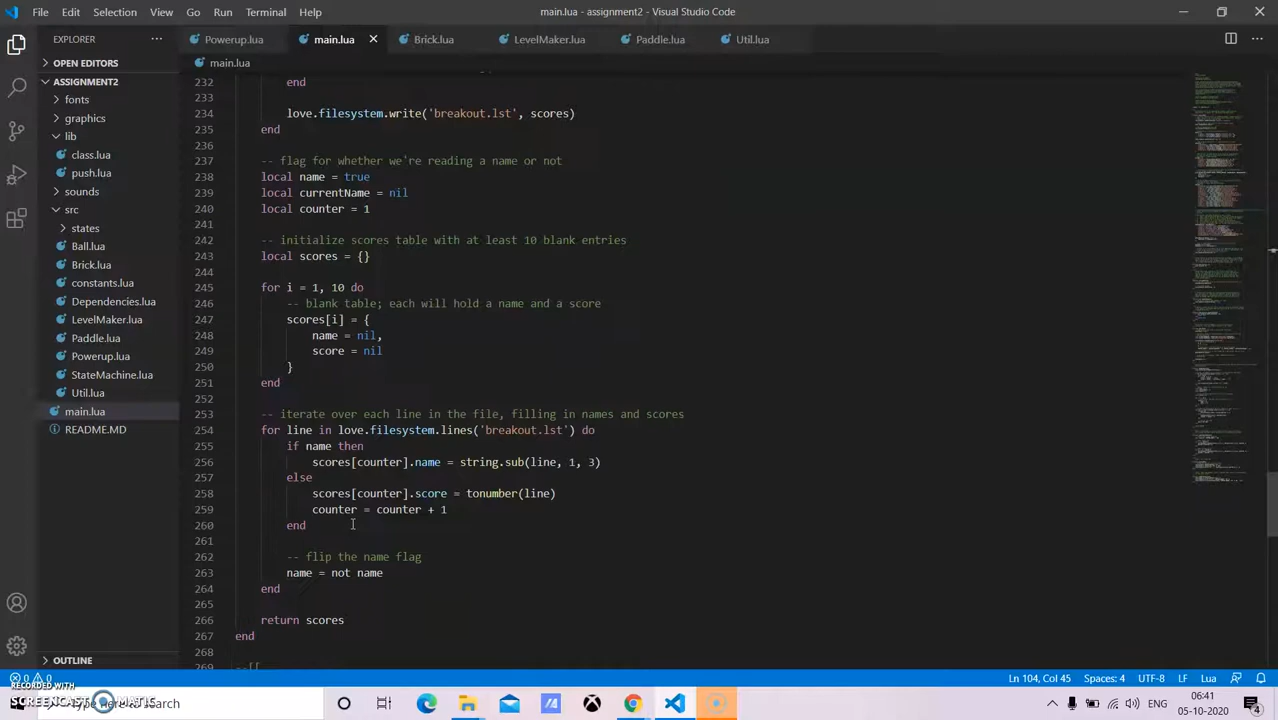 File Edit Selection View Go Run Terminal Help
main.lua - assignment2 - Visual Studio Code
EXPLORER
Powerup.lua
main.lua
Brick.lua
LevelMaker.lua
Paddle.lua
Util.lua
OPEN EDITORS
ASSIGNMENT2
fonts
graphics
lib
class.lua
sounds
src
states
Ball.lua
Brick.lua
constants.lua
Dependencies.lua
LevelMaker.lua
Paddle.lua
Powerup.lua
StateMachine.lua
Util.lua
main.lua
README.MD
OUTLINE
main.lua
232 end
233
234 love.filesystem.write('breakout.lst', scores)
235 end
236
237 -- flag for whether we're reading a name or not
238 local name = true
239 local currentName = nil
240 local counter = 1
241
242 -- initialize scores table with at least 10 blank entries
243 local scores = {}
244
245 for i = 1, 10 do
246 -- blank table; each will hold a name and a score
247 scores[i] = {
248 name = nil,
249 score = nil
250 }
251 end
252
253 -- iterate over each line in the file, filling in names and scores
254 for line in love.filesystem.lines('breakout.lst') do
255 if name then
256 scores[counter].name = string.sub(line, 1, 3)
257 else
258 scores[counter].score = tonumber(line)
259 counter = counter + 1
260 end
261
262 -- flip the name flag
263 name = not name
264 end
265
266 return scores
267 end
268
269 --[[
0 0
Ln 104, Col 45 Spaces: 4 UTF-8 LF Lua
RECORDED WITH
SCREENCAST MATIC
Type here to search
06:41
05-10-2020
4